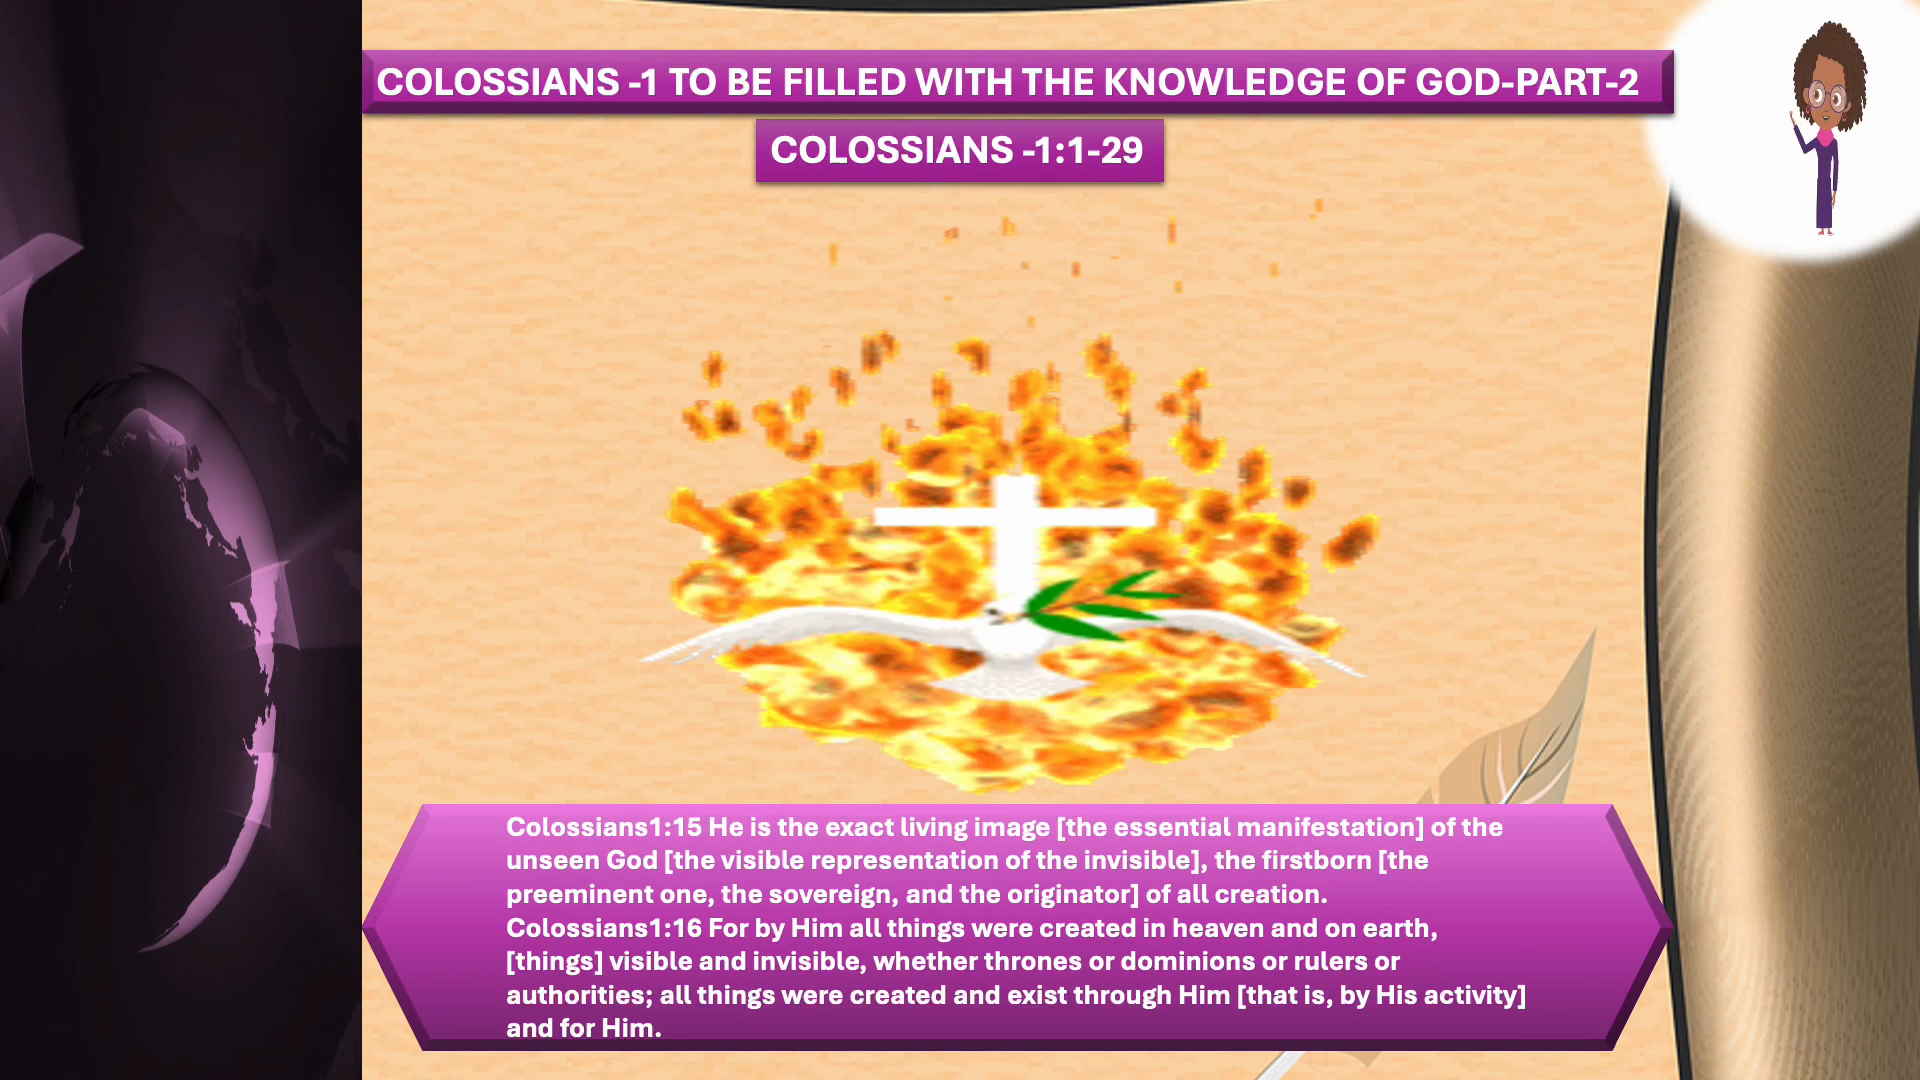 COLOSSIANS -1 TO BE FILLED WITH THE KNOWLEDGE OF GOD-PART-2
COLOSSIANS -1:1-29
Colossians1:15 He is the exact living image [the essential manifestation] of the
unseen God [the visible representation of the invisible], the firstborn [the
preeminent one, the sovereign, and the originator] of all creation.
Colossians1:16 For by Him all things were created in heaven and on earth,
[things] visible and invisible, whether thrones or dominions or rulers or
authorities; all things were created and exist through Him [that is, by His activity]
and for Him.